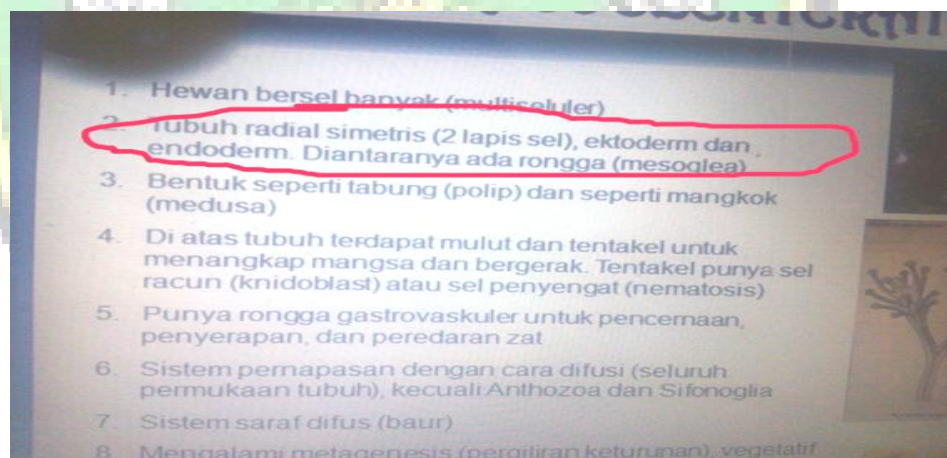 1. Hewan bersel banyak (multiseluler)
2. Tubuh radial simetris (2 lapis sel), ektoderm dan
endoderm. Diantaranya ada rongga (mesoglea)
3. Bentuk seperti tabung (polip) dan seperti mangkok
(medusa)
4. Di atas tubuh terdapat mulut dan tentakel untuk
menangkap mangsa dan bergerak. Tentakel punya sel
racun (knidoblast) atau sel penyengat (nematosis)
5. Punya rongga gastrovaskuler untuk pencernaan,
penyerapan, dan peredaran zat
6. Sistem pernapasan dengan cara difusi (seluruh
permukaan tubuh), kecuali Anthozoa dan Sifonoglia
7. Sistem saraf difus (baur)
8. Mengalami metagenesis (pergiliran keturunan), vegetatif